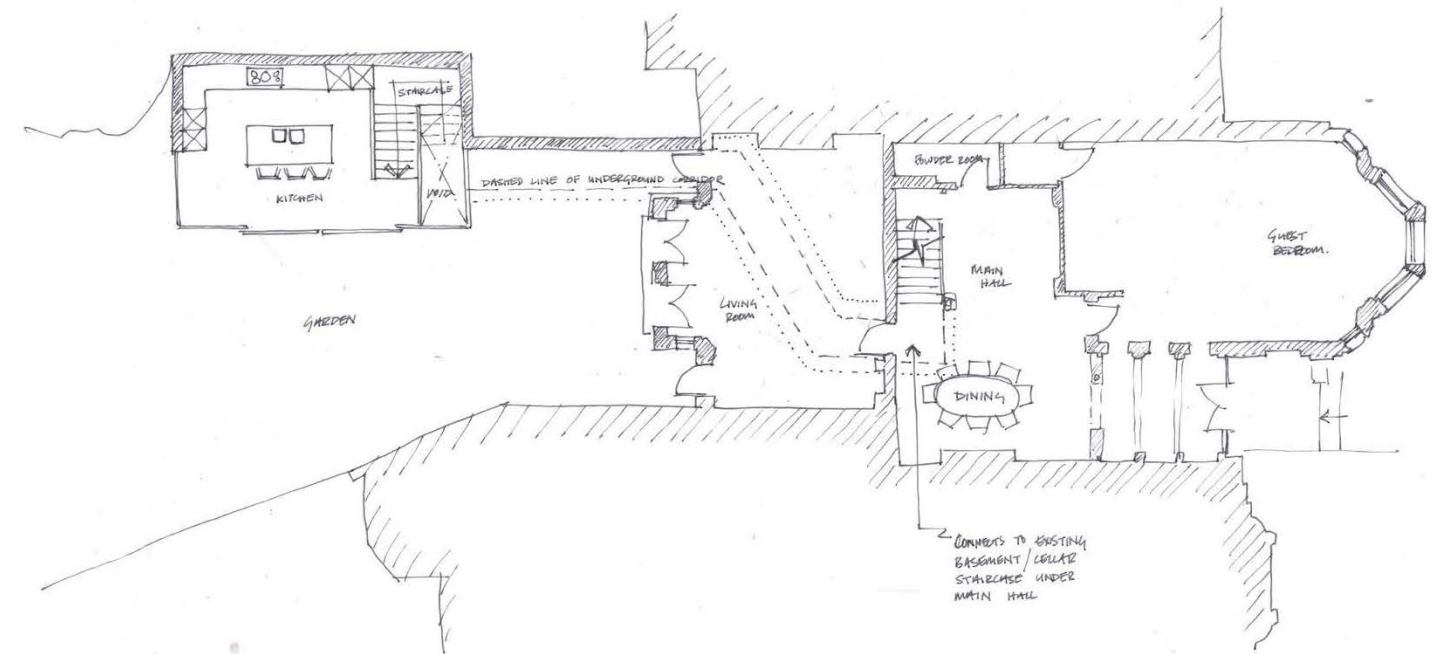 STAIRCASE
POWDER ROOM
VOID
DASHED LINE OF UNDERGROUND CORRIDOR
KITCHEN
GUEST
BEDROOM.
MAIN
HALL
LIVING
ROOM
GARDEN
DINING
CONNECTS TO EXISTING
BASEMENT/CELLAR
STAIRCASE UNDER
MAIN HALL